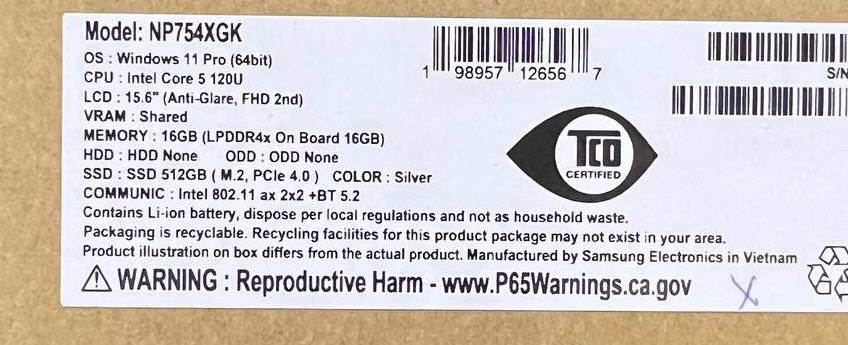 Model: NP754XGK
OS : Windows 11 Pro (64bit)
CPU : Intel Core 5 120U
LCD : 15.6" (Anti-Glare, FHD 2nd)
VRAM : Shared
MEMORY : 16GB (LPDDR4x On Board 16GB)
HDD : HDD None ODD : ODD None
SSD : SSD 512GB ( M.2, PCIe 4.0 ) COLOR : Silver
COMMUNIC : Intel 802.11 ax 2x2 +BT 5.2
Contains Li-ion battery, dispose per local regulations and not as household waste.
Packaging is recyclable. Recycling facilities for this product package may not exist in your area.
Product illustration on box differs from the actual product. Manufactured by Samsung Electronics in Vietnam
⚠ WARNING : Reproductive Harm - www.P65Warnings.ca.gov
1 98957 12656 7
TCO
CERTIFIED
S/N
X